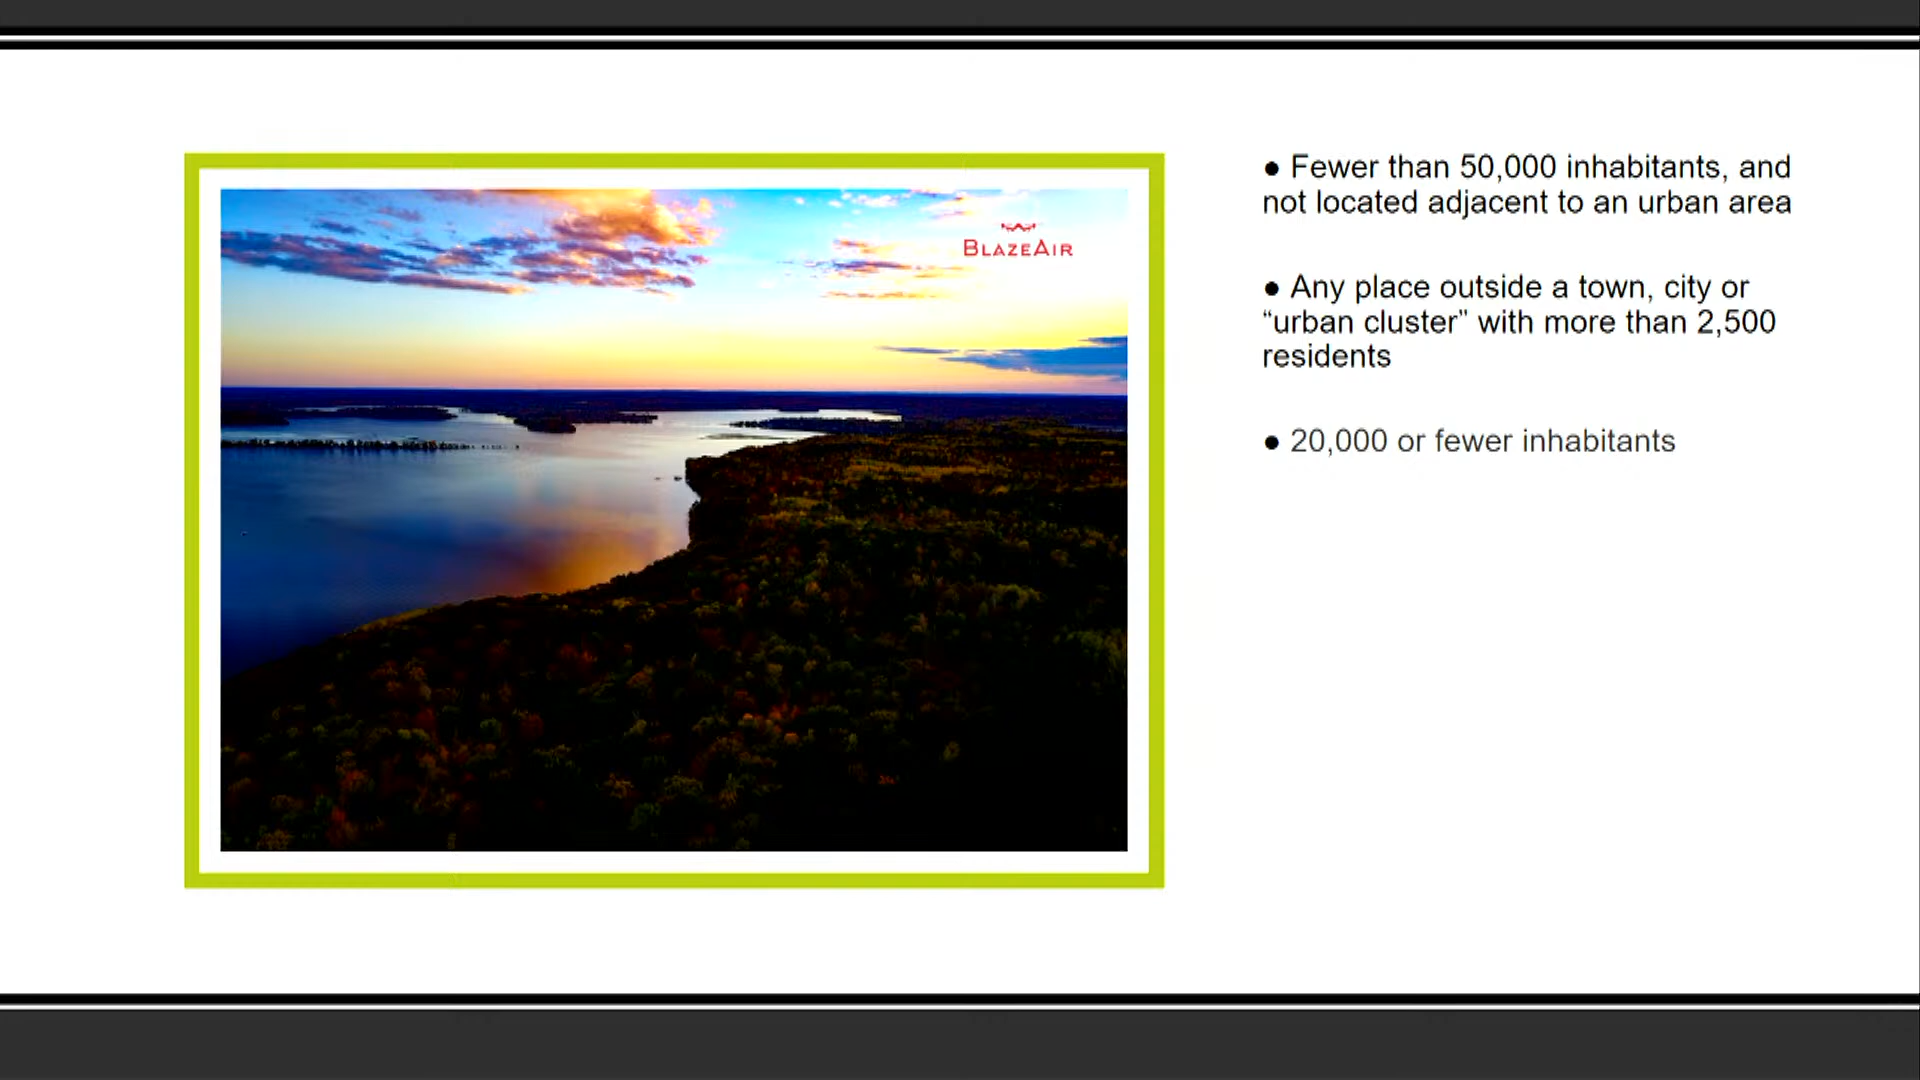 BLAZEAIR
● Fewer than 50,000 inhabitants, and
not located adjacent to an urban area
● Any place outside a town, city or
“urban cluster” with more than 2,500
residents
● 20,000 or fewer inhabitants